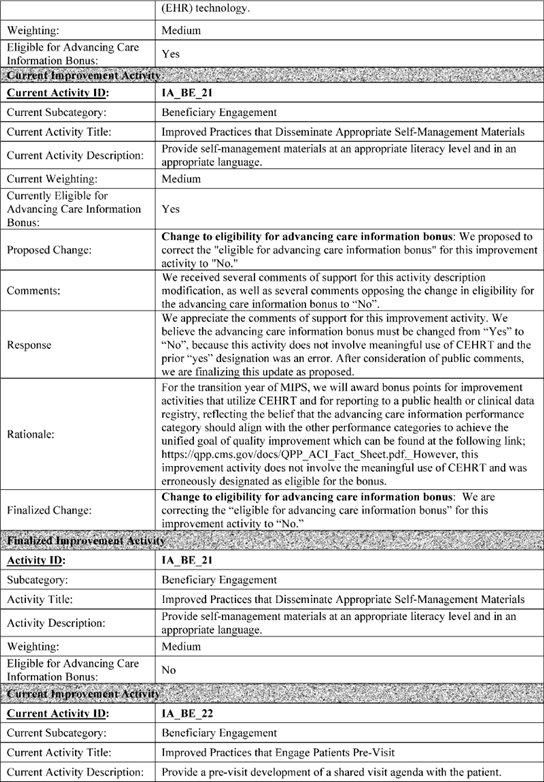 (EHR) technology.
Weighting: Medium
Eligible for Advancing Care
Information Bonus: Yes
Current Improvement Activity
Current Activity ID: IA_BE_21
Current Subcategory: Beneficiary Engagement
Current Activity Title: Improved Practices that Disseminate Appropriate Self-Management Materials
Current Activity Description: Provide self-management materials at an appropriate literacy level and in an
appropriate language.
Current Weighting: Medium
Currently Eligible for
Advancing Care Information
Bonus: Yes
Proposed Change: Change to eligibility for advancing care information bonus: We proposed to
correct the "eligible for advancing care information bonus" for this improvement
activity to "No."
Comments: We received several comments of support for this activity description
modification, as well as several comments opposing the change in eligibility for
the advancing care information bonus to “No”.
Response We appreciate the comments of support for this improvement activity. We
believe the advancing care information bonus must be changed from “Yes” to
“No”, because this activity does not involve meaningful use of CEHRT and the
prior “yes” designation was an error. After consideration of public comments,
we are finalizing this update as proposed.
Rationale: For the transition year of MIPS, we will award bonus points for improvement
activities that utilize CEHRT and for reporting to a public health or clinical data
registry, reflecting the belief that the advancing care information performance
category should align with the other performance categories to achieve the
unified goal of quality improvement which can be found at the following link;
https://qpp.cms.gov/docs/QPP_ACI_Fact_Sheet.pdf. However, this
improvement activity does not involve the meaningful use of CEHRT and was
erroneously designated as eligible for the bonus.
Finalized Change: Change to eligibility for advancing care information bonus: We are
correcting the “eligible for advancing care information bonus” for this
improvement activity to “No.”
Finalized Improvement Activity
Activity ID: IA_BE_21
Subcategory: Beneficiary Engagement
Activity Title: Improved Practices that Disseminate Appropriate Self-Management Materials
Activity Description: Provide self-management materials at an appropriate literacy level and in an
appropriate language.
Weighting: Medium
Eligible for Advancing Care
Information Bonus: No
Current Improvement Activity
Current Activity ID: IA_BE_22
Current Subcategory: Beneficiary Engagement
Current Activity Title: Improved Practices that Engage Patients Pre-Visit
Current Activity Description: Provide a pre-visit development of a shared visit agenda with the patient.